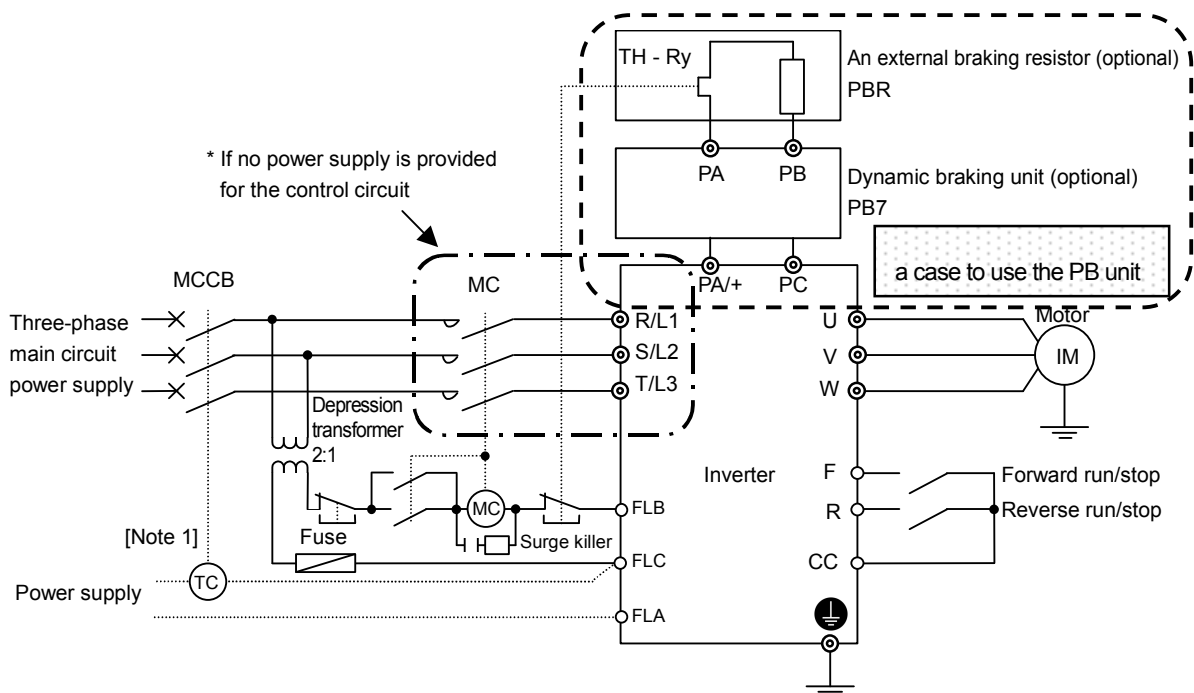 TH - Ry
An external braking resistor (optional)
PBR
PA
PB
Dynamic braking unit (optional)
PB7
a case to use the PB unit
* If no power supply is provided
for the control circuit
MCCB
MC
PA/+
PC
Three-phase
main circuit
power supply
R/L1
S/L2
T/L3
U
V
W
Motor
IM
Depression
transformer
2:1
Inverter
F
R
CC
Forward run/stop
Reverse run/stop
MC
FLB
[Note 1]
Fuse
Surge killer
FLC
TC
Power supply
FLA